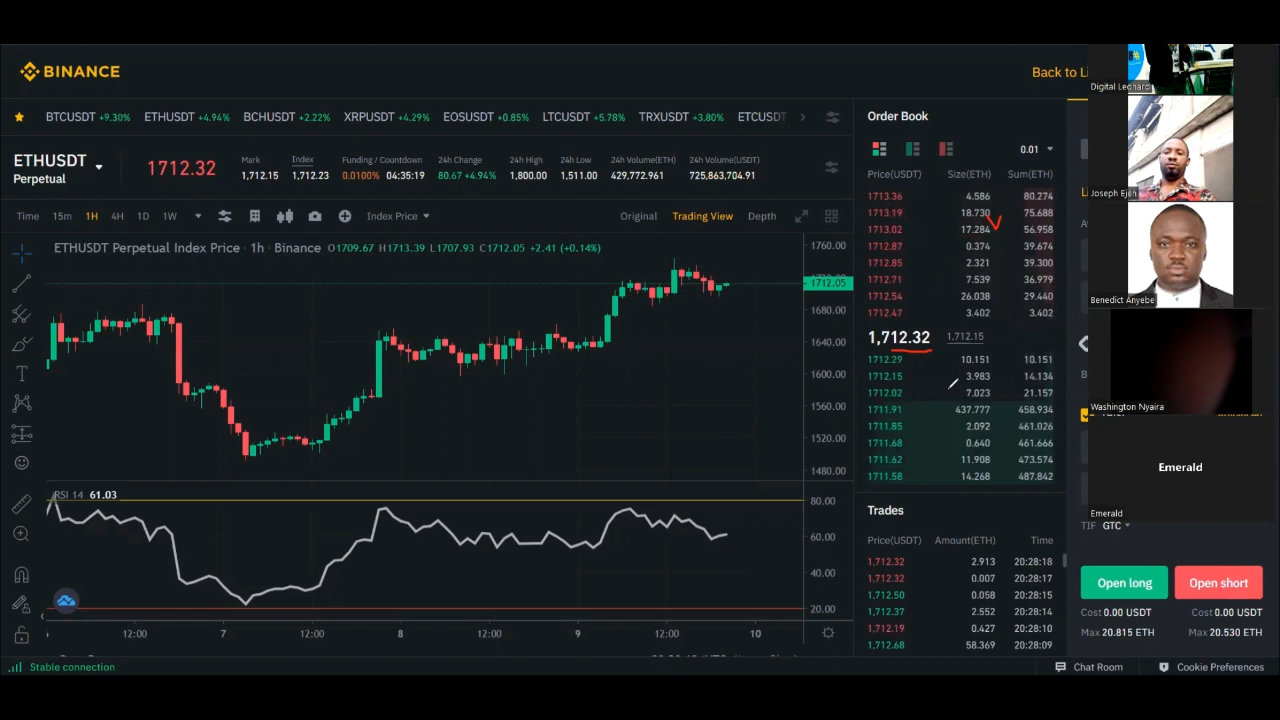 BINANCE
Back to Li
BTCUSDT +9.30% ETHUSDT +4.94% BCHUSDT +2.22% XRPUSDT +4.29% EOSUSDT +0.85% LTCUSDT +5.78% TRXUSDT +3.80% ETCUSDT
ETHUSDT
Perpetual
1712.32
Mark Index Funding / Countdown 24h Change 24h High 24h Low 24h Volume(ETH) 24h Volume(USDT)
1,712.15 1,712.23 0.0100% 04:35:19 80.67 +4.94% 1,800.00 1,511.00 429,772.961 725,863,704.91
Time 15m 1H 4H 1D 1W Index Price Original Trading View Depth
ETHUSDT Perpetual Index Price · 1h · Binance O1709.67 H1713.39 L1707.93 C1712.05 +2.41 (+0.14%)
1760.00
1712.05
1680.00
1640.00
1600.00
1560.00
1520.00
1480.00
RSI 14 61.03
80.00
60.00
40.00
20.00
12:00 7 12:00 8 12:00 9 12:00 10
Stable connection
Order Book
0.01
Price(USDT) Size(ETH) Sum(ETH)
1713.36 4.586 80.274
1713.19 18.730 75.688
1713.02 17.284 56.958
1712.87 0.374 39.674
1712.85 2.321 39.300
1712.71 7.539 36.979
1712.54 26.038 29.440
1712.47 3.402 3.402
1,712.32 1,712.15
1712.29 10.151 10.151
1712.15 3.983 14.134
1712.02 7.023 21.157
1711.91 437.777 458.934
1711.85 2.092 461.026
1711.68 0.640 461.666
1711.62 11.908 473.574
1711.58 14.268 487.842
Trades
Price(USDT) Amount(ETH) Time
1,712.32 2.913 20:28:18
1,712.32 0.007 20:28:17
1,712.50 0.058 20:28:15
1,712.37 2.552 20:28:14
1,712.19 0.427 20:28:10
1,712.68 58.369 20:28:09
Digital Leonard
Joseph Ejeh
Benedict Anyebe
Washington Nyaira
Emerald
Emerald
TIF GTC
Open long Open short
Cost 0.00 USDT Cost 0.00 USDT
Max 20.815 ETH Max 20.530 ETH
Chat Room Cookie Preferences